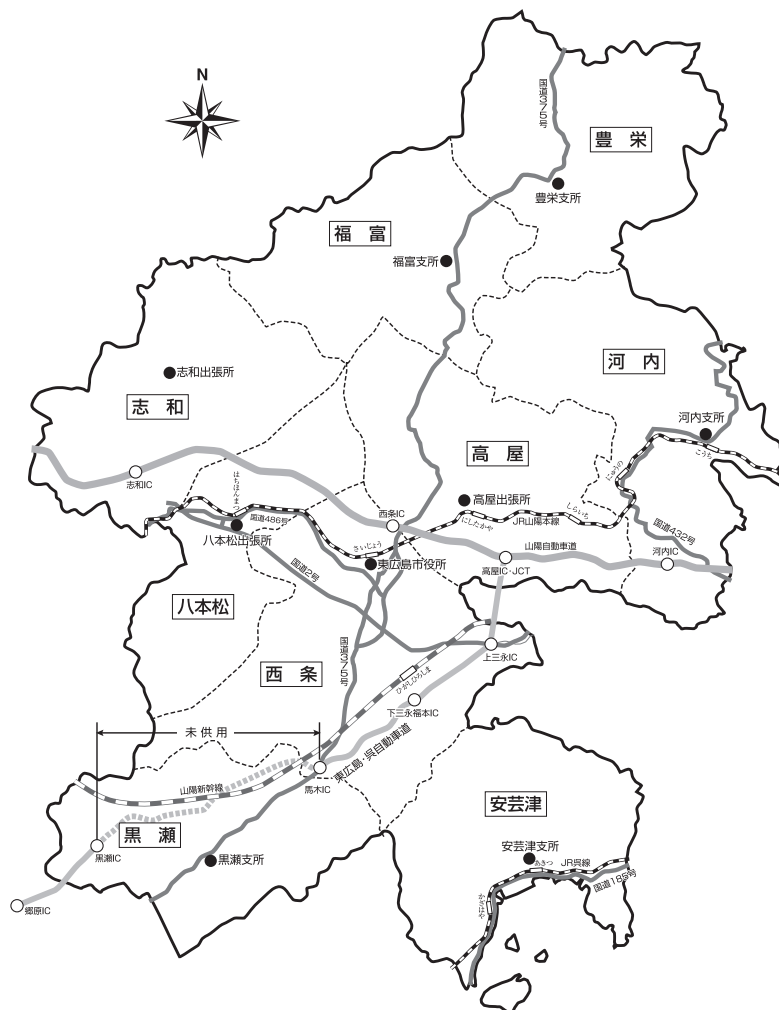 N
国道375号
豊 栄
豊栄支所
福 富
福富支所
河 内
志和出張所
志 和
河内支所
こうち
にゅうの
高 屋
はちほんまつ
志和IC
高屋出張所
西条IC
にしたかや
JR山陽本線
しらいち
国道486号
八本松出張所
さいじょう
国道432号
山陽自動車道
東広島市役所
高屋IC・JCT
河内IC
国道2号
八本松
国道375号
上三永IC
西 条
ひがしひろしま
下三永福本IC
未 供 用
東広島・呉自動車道
山陽新幹線
馬木IC
安芸津
黒 瀬
黒瀬IC
黒瀬支所
安芸津支所
あきつ
JR呉線
国道185号
かざはや
郷原IC